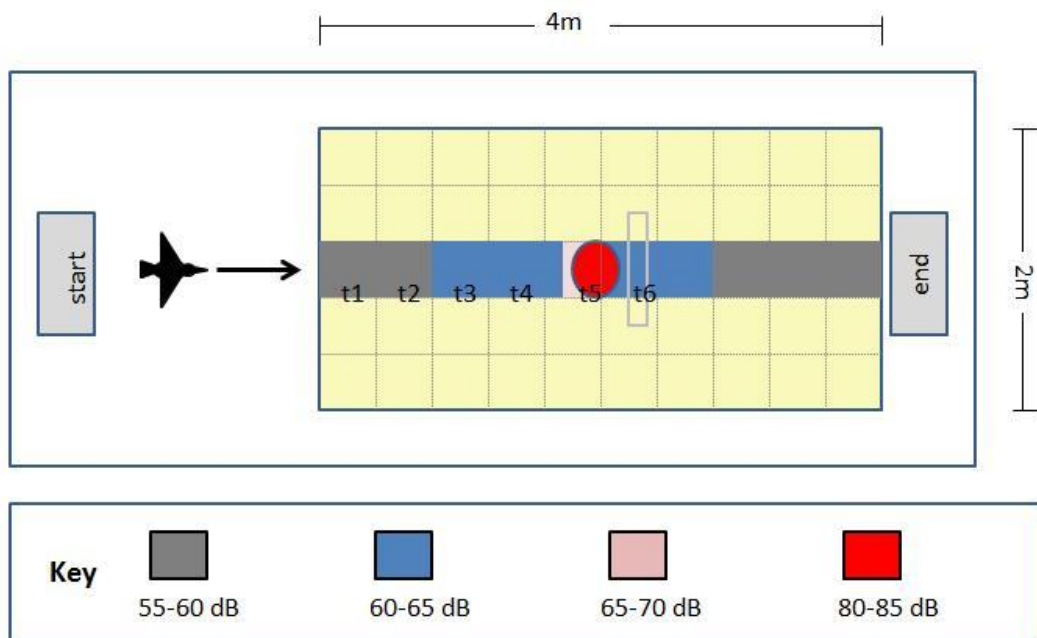 4m
start
t1 t2 t3 t4 t5 t6
end
2m
Key
55-60 dB
60-65 dB
65-70 dB
80-85 dB